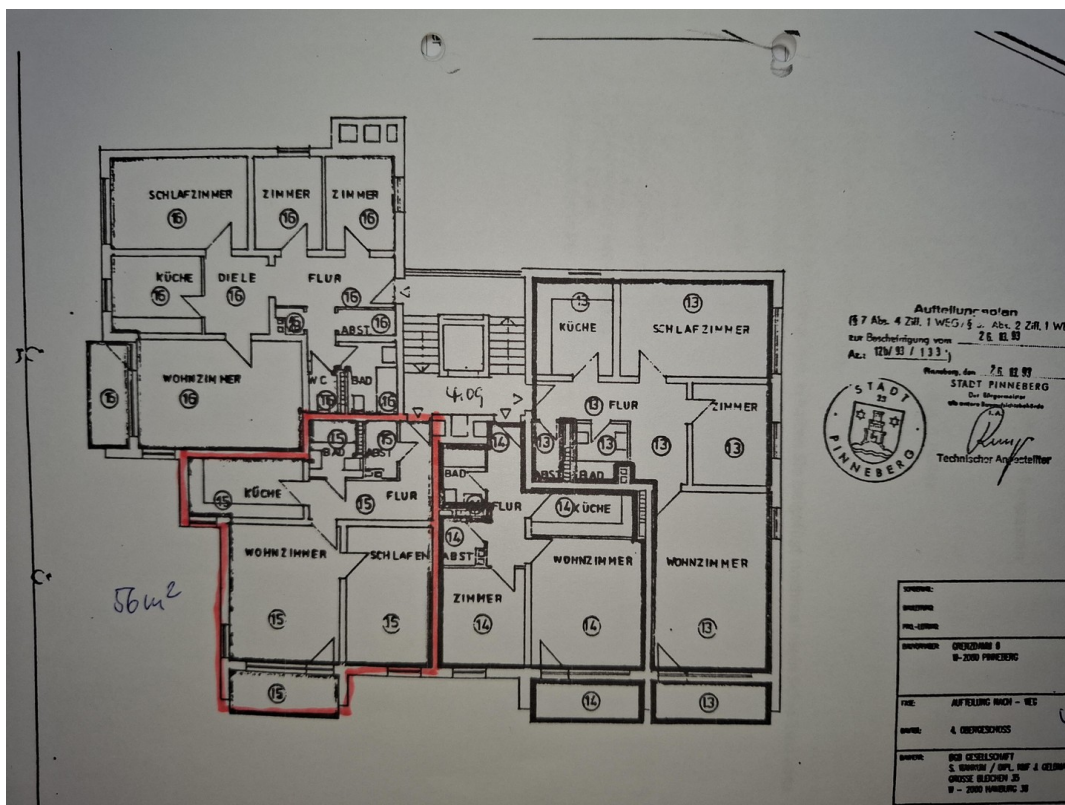 SCHLAFZIMMER
16
ZIMMER
16
ZIMMER
16
KÜCHE
16
DIELE
16
FLUR
16
16
ABST
16
WOHNZIMMER
16
16
W.C.
16
BAD
16
KÜCHE
13
SCHLAFZIMMER
13
13
FLUR
ZIMMER
13
13
13
ABST
13
BAD
WOHNZIMMER
13
13
4.OG
15
BAD
15
ABST
KÜCHE
15
FLUR
15
WOHNZIMMER
15
SCHLAFEN
15
15
14
BAD
FLUR
14
KÜCHE
14
ABST
ZIMMER
14
WOHNZIMMER
14
14
56m²
Aufteilungsplan
zur Bescheinigung vom 26. 03. 93
Pinneberg, den 26. 03. 93
STADT PINNEBERG
Der Bürgermeister
I.A.
Technischer Angestellter
STADT
PINNEBERG
GRENZDAMM 8
W-2080 PINNEBERG
AUFTEILUNG NACH - WEG
4. OBERGESCHOSS
BGB GESELLSCHAFT
GROSSE BLEICHEN 35
W - 2000 HAMBURG 36